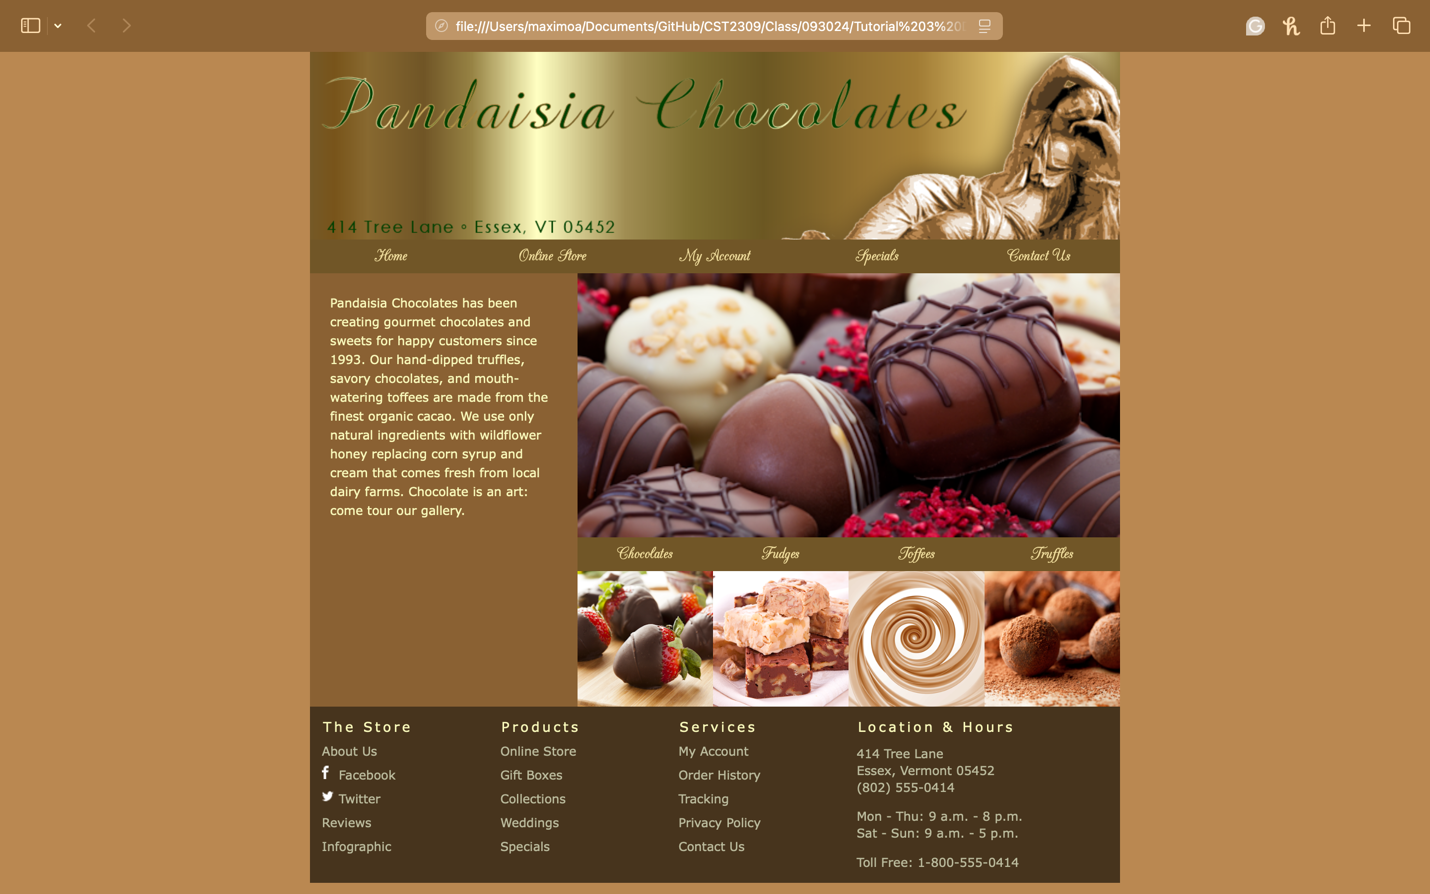 file:///Users/maximoa/Documents/GitHub/CST2309/Class/093024/Tutorial%203%20
Pandaisia Chocolates
414 Tree Lane ∘ Essex, VT 05452
Home Online Store My Account Specials Contact Us
Pandaisia Chocolates has been
creating gourmet chocolates and
sweets for happy customers since
1993. Our hand-dipped truffles,
savory chocolates, and mouth-
watering toffees are made from the
finest organic cacao. We use only
natural ingredients with wildflower
honey replacing corn syrup and
cream that comes fresh from local
dairy farms. Chocolate is an art:
come tour our gallery.
Chocolates Fudges Toffees Truffles
The Store
About Us
Facebook
Twitter
Reviews
Infographic
Products
Online Store
Gift Boxes
Collections
Weddings
Specials
Services
My Account
Order History
Tracking
Privacy Policy
Contact Us
Location & Hours
414 Tree Lane
Essex, Vermont 05452
(802) 555-0414
Mon - Thu: 9 a.m. - 8 p.m.
Sat - Sun: 9 a.m. - 5 p.m.
Toll Free: 1-800-555-0414